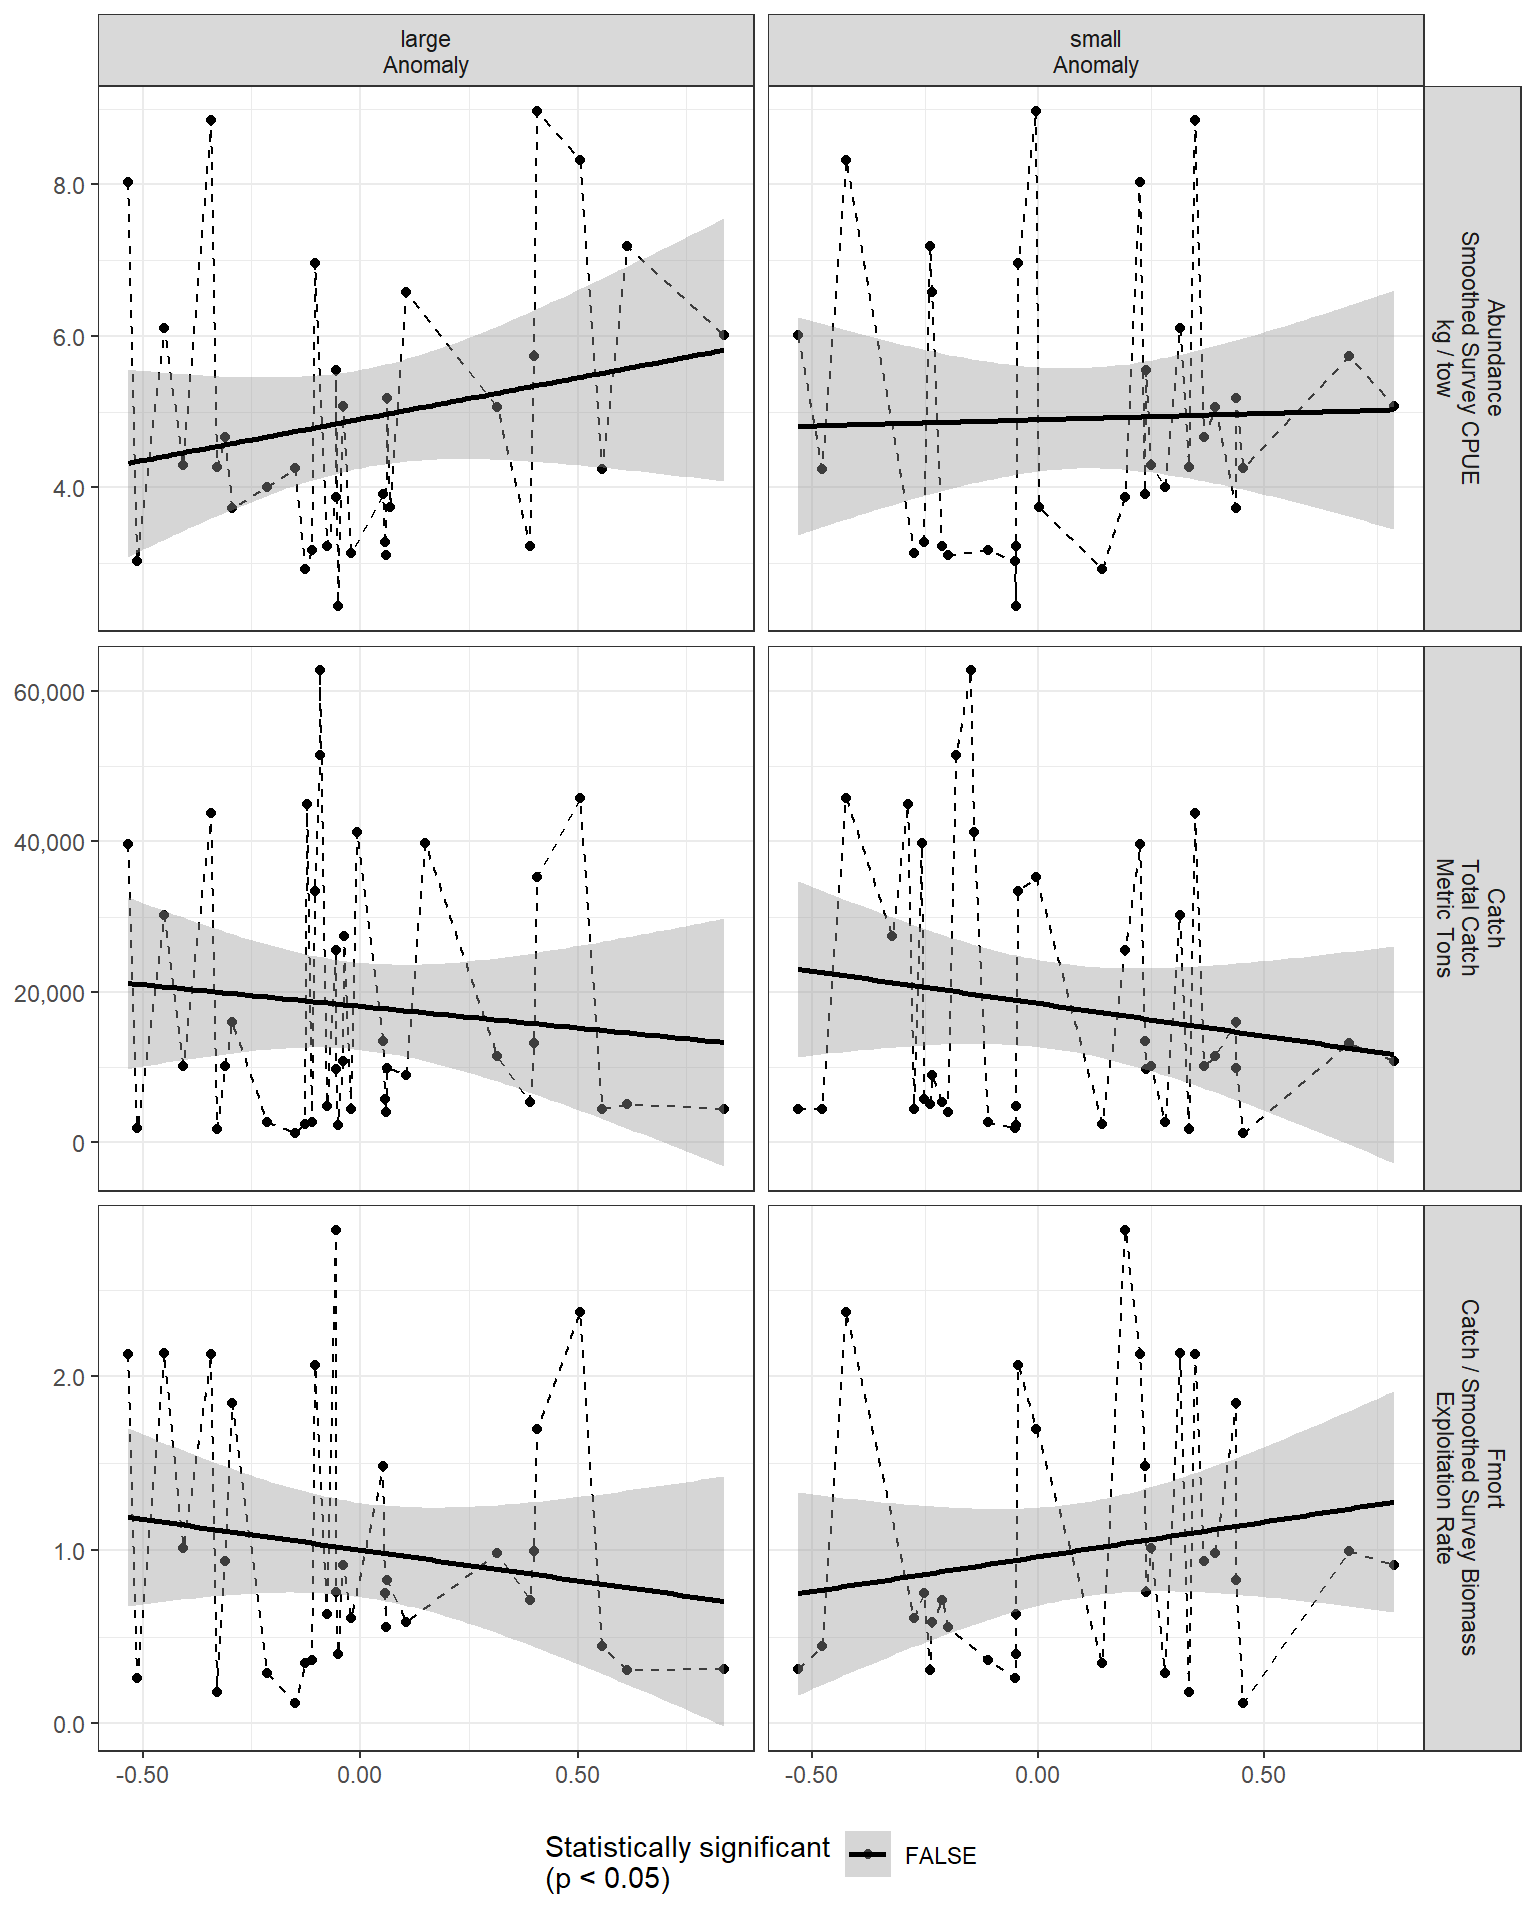 large
Anomaly
small
Anomaly
8.0
6.0
4.0
Abundance
Smoothed Survey CPUE
kg / tow
60,000
40,000
20,000
0
Catch
Total Catch
Metric Tons
2.0
1.0
0.0
Fmort
Catch / Smoothed Survey Biomass
Exploitation Rate
-0.50
0.00
0.50
-0.50
0.00
0.50
Statistically significant
(p < 0.05)
FALSE